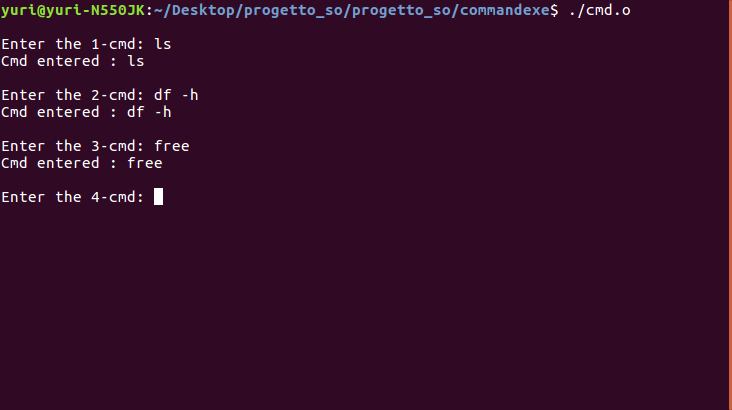 yuri@yuri-N550JK:~/Desktop/progetto_so/progetto_so/commandexe$ ./cmd.o
Enter the 1-cmd: ls
Cmd entered : ls
Enter the 2-cmd: df -h
Cmd entered : df -h
Enter the 3-cmd: free
Cmd entered : free
Enter the 4-cmd: